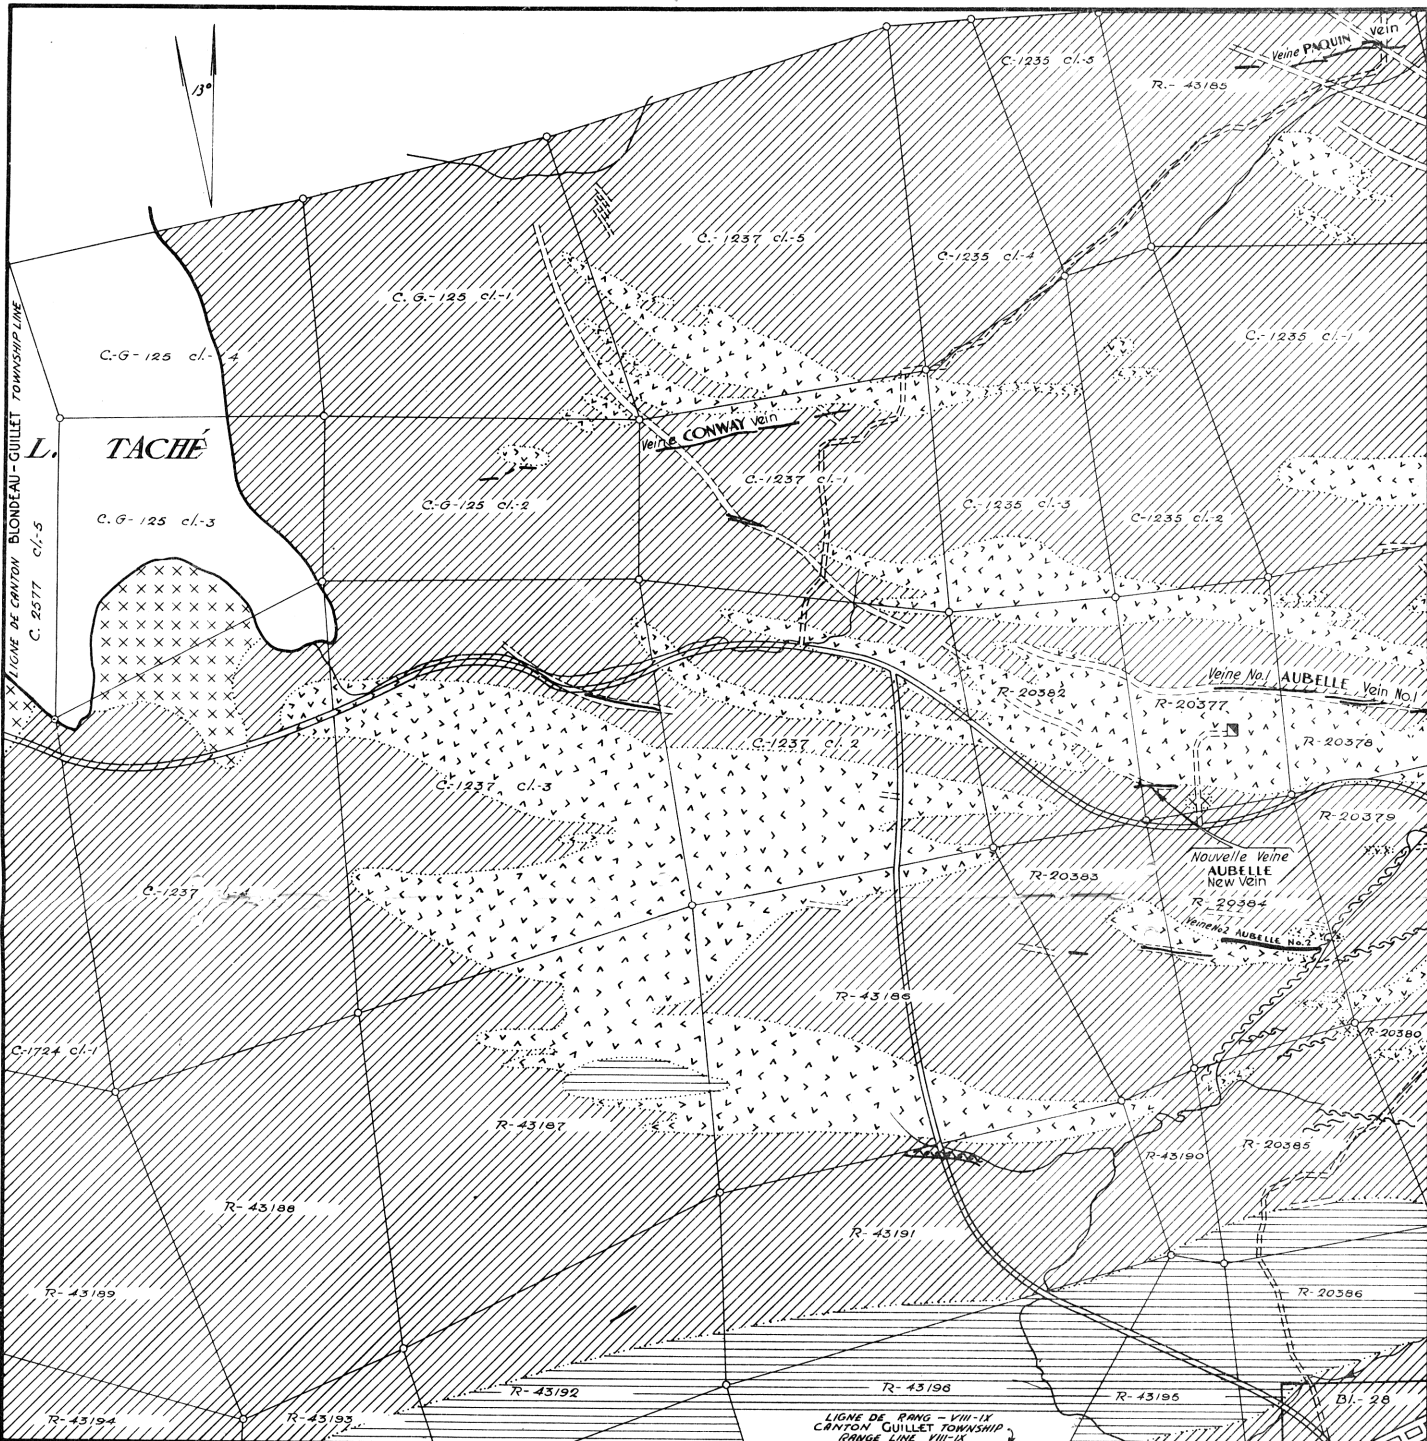 13°
C-1235 cl.-5
Veine PAQUIN Vein
R.- 43185
C.-1237 cl.-5
C-1235 cl.-4
C. G.-125 cl.-1
C.-1235 cl.-1
C.-G-125 cl.-4
LIGNE DE CANTON BLONDEAU-GUILLET TOWNSHIP LINE
L. TACHÉ
Veine CONWAY Vein
C.-1237 cl.-1
C.-G-125 cl.-2
C.-1235 cl.-3
C-1235 cl.-2
C.G-125 cl.-3
C. 2577 cl.-5
Veine No.1 AUBELLE Vein No.1
R-20382
R-20377
R-20378
C-1237 cl. 2
C-1237 cl.-3
R-20379
Nouvelle Veine
AUBELLE
New Vein
R-20383
C-1237 cl.-4
R-20384
Veine No2 AUBELLE No.2
R-43186
R-20380
C-1724 cl.-1
R-43187
R-20385
R-43190
R-43188
R-43191
R-43189
R-20386
R-43192
R-43196
R-43195
Bl.-28
R-43194
R-43193
LIGNE DE RANG - VIII-IX
CANTON GUILLET TOWNSHIP
RANGE LINE VIII-IX